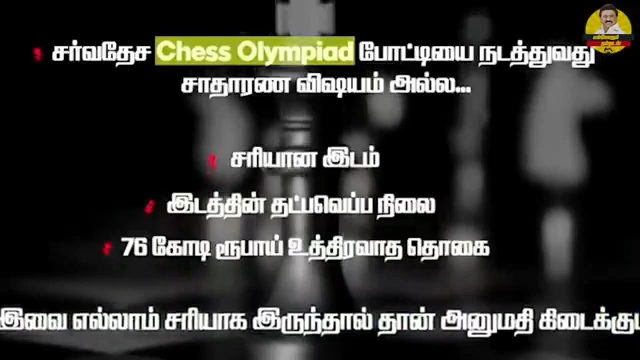 சர்வதேச Chess Olympiad போட்டியை நடத்துவது
சாதாரண விஷயம் அல்ல...
சரியான இடம்
இடத்தின் தட்பவெப்ப நிலை
76 கோடி ரூபாய் உத்திரவாத தொகை
இவை எல்லாம் சரியாக இருந்தால் தான் அனுமதி கிடைக்கும்